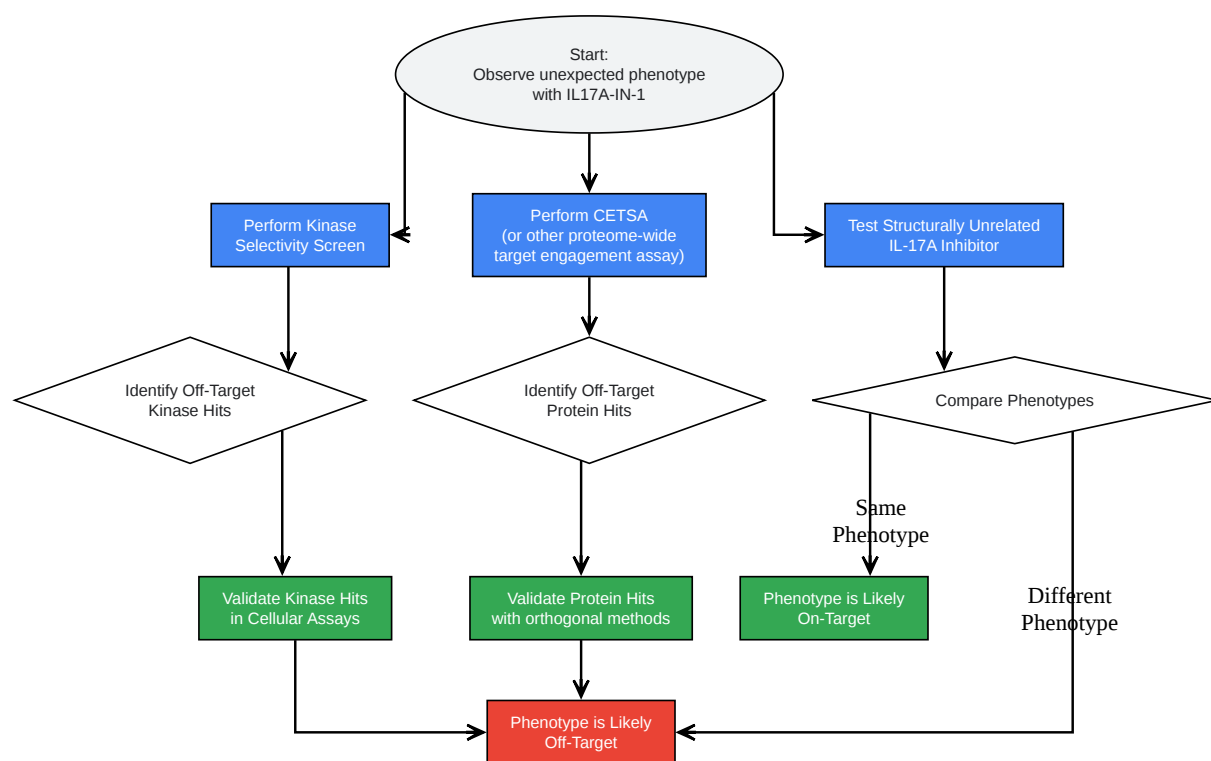 Start:
Observe unexpected phenotype
with IL17A-IN-1
Perform Kinase
Selectivity Screen
Perform CETSA
(or other proteome-wide
target engagement assay)
Test Structurally Unrelated
IL-17A Inhibitor
Identify Off-Target
Kinase Hits
Identify Off-Target
Protein Hits
Compare Phenotypes
Same
Phenotype
Different
Phenotype
Validate Kinase Hits
in Cellular Assays
Validate Protein Hits
with orthogonal methods
Phenotype is Likely
On-Target
Phenotype is Likely
Off-Target